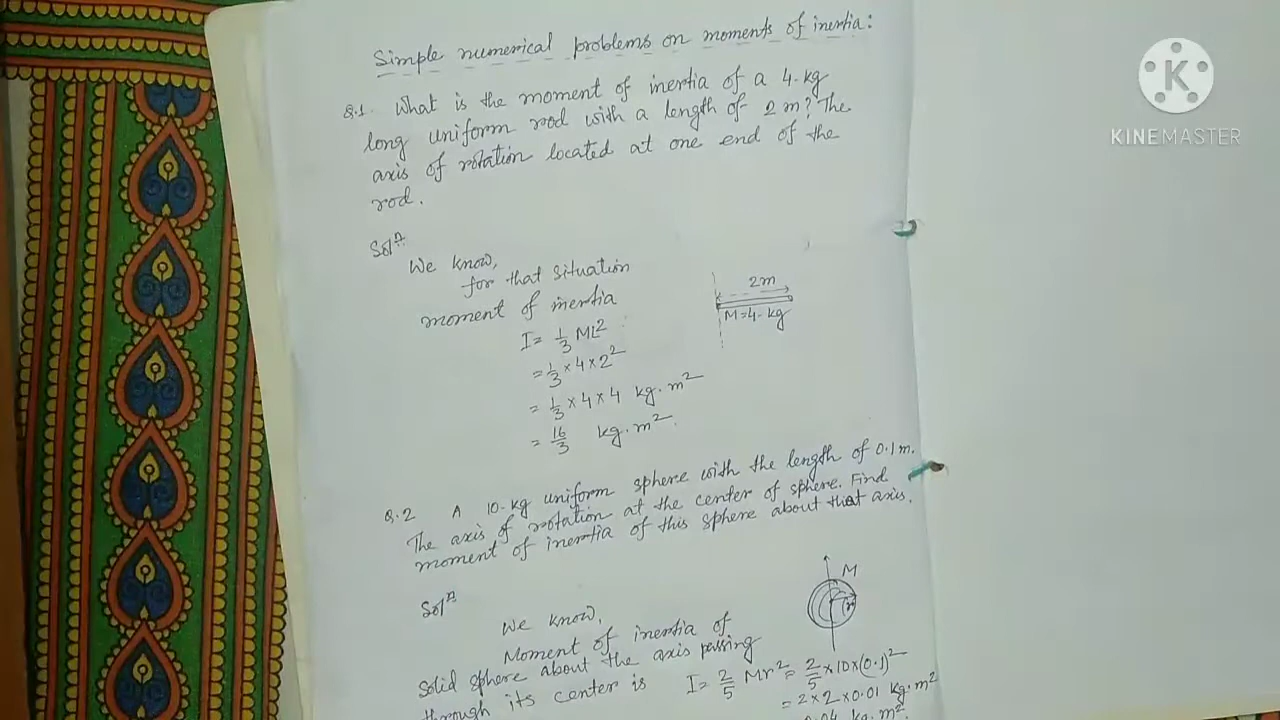 Simple numerical problems on moments of inertia:
Q.1. What is the moment of inertia of a 4-kg
long uniform rod with a length of 2 m? The
axis of rotation located at one end of the
rod.
Solⁿ
We know,
for that situation
moment of inertia
I = 1/3 ML²
= 1/3 × 4 × 2²
= 1/3 × 4 × 4 kg. m²
= 16/3 kg. m².
2m
M=4-kg
Q.2 A 10-kg uniform sphere with the length of 0.1m.
The axis of rotation at the center of sphere. Find
moment of inertia of this sphere about that axis.
Solⁿ
We know,
Moment of inertia of
solid sphere about the axis passing
through its center is
M
r
I = 2/5 Mr² = 2/5 × 10 × (0.1)²
= 2 × 2 × 0.01 kg. m²
0.04 kg. m².
K
KINEMASTER